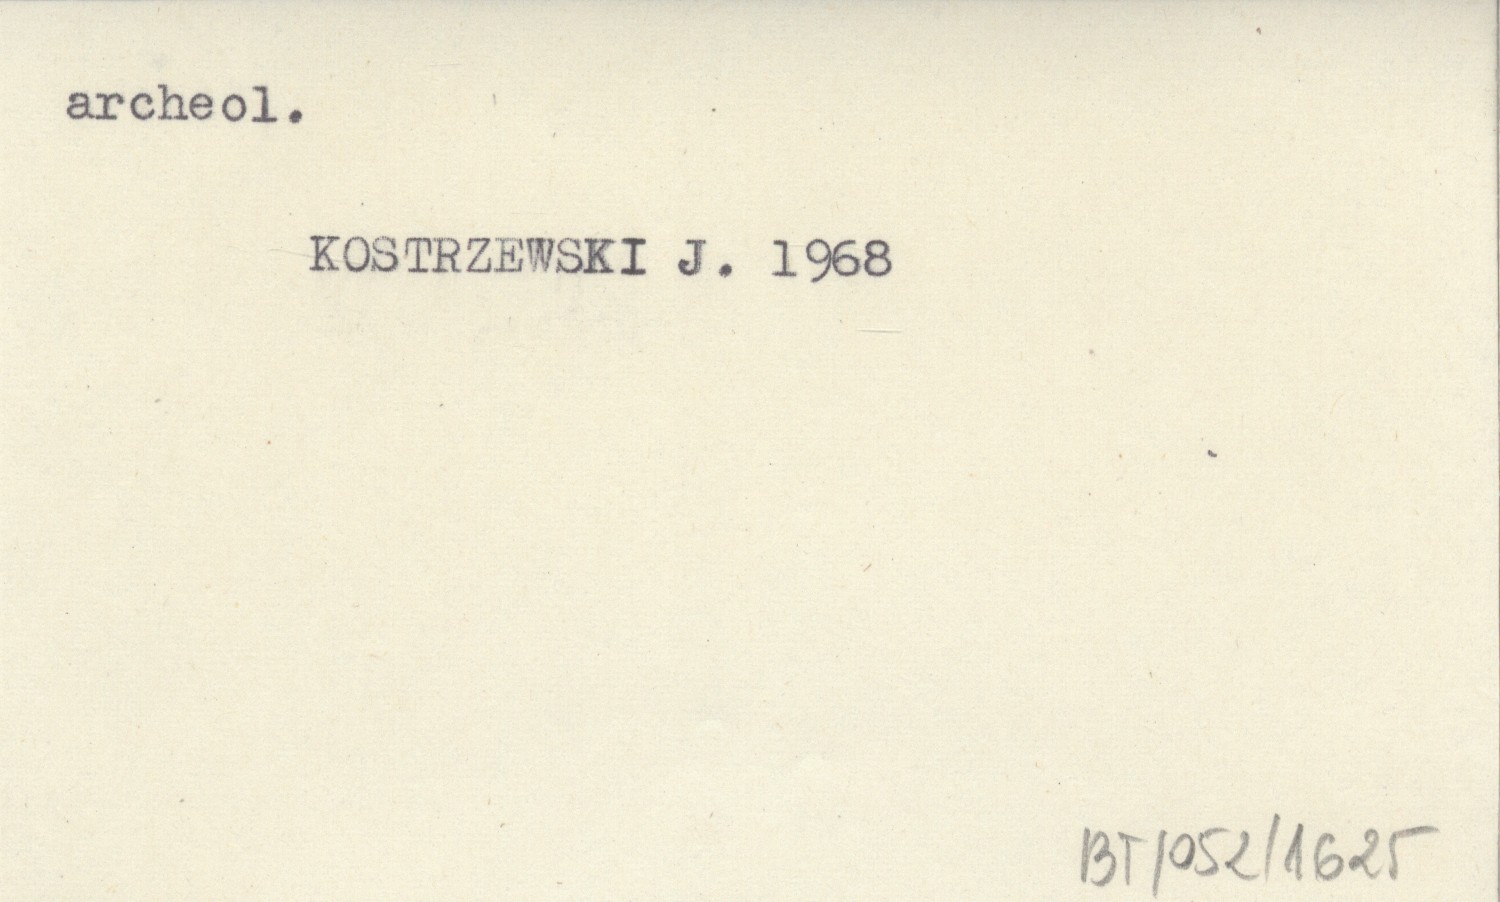 archeol.
KOSTRZEWSKI J. 1968
BT/052/1625